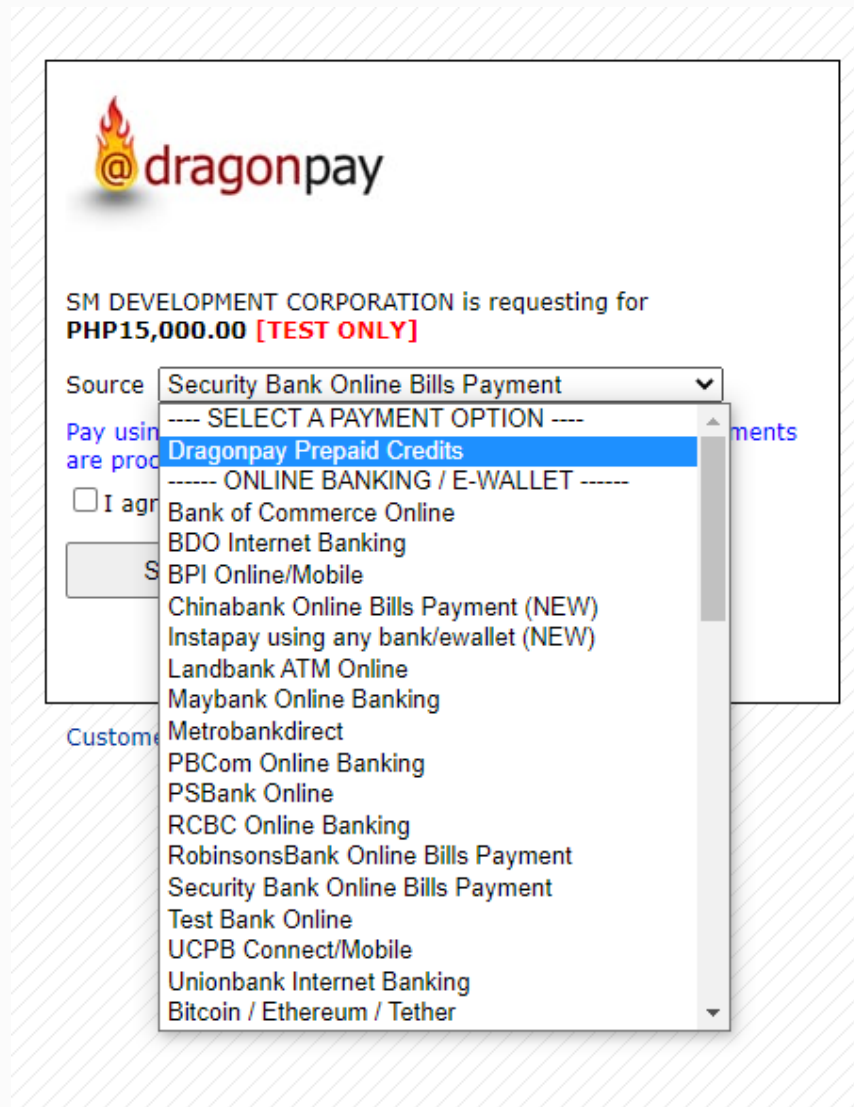 @dragonpay
SM DEVELOPMENT CORPORATION is requesting for
PHP15,000.00 [TEST ONLY]
Source Security Bank Online Bills Payment
---- SELECT A PAYMENT OPTION ----
Pay ments
Dragonpay Prepaid Credits
are
------ ONLINE BANKING / E-WALLET ------
I
Bank of Commerce Online
BDO Internet Banking
BPI Online/Mobile
Chinabank Online Bills Payment (NEW)
Instapay using any bank/ewallet (NEW)
Landbank ATM Online
Maybank Online Banking
Metrobankdirect
PBCom Online Banking
PSBank Online
RCBC Online Banking
RobinsonsBank Online Bills Payment
Security Bank Online Bills Payment
Test Bank Online
UCPB Connect/Mobile
Unionbank Internet Banking
Bitcoin / Ethereum / Tether